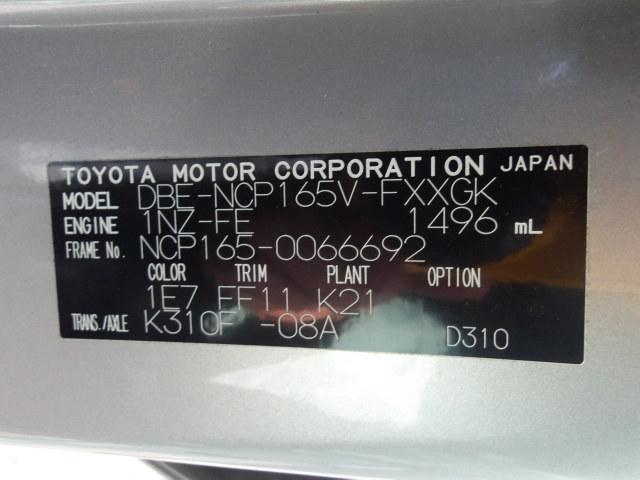 TOYOTA MOTOR CORPORATION JAPAN
MODEL DBE-NCP165V-FXXGK
ENGINE 1NZ-FE 1496 mL
FRAME No. NCP165-0066692
COLOR TRIM PLANT OPTION
1E7 FF11 K21
TRANS./AXLE K310F -08A D310